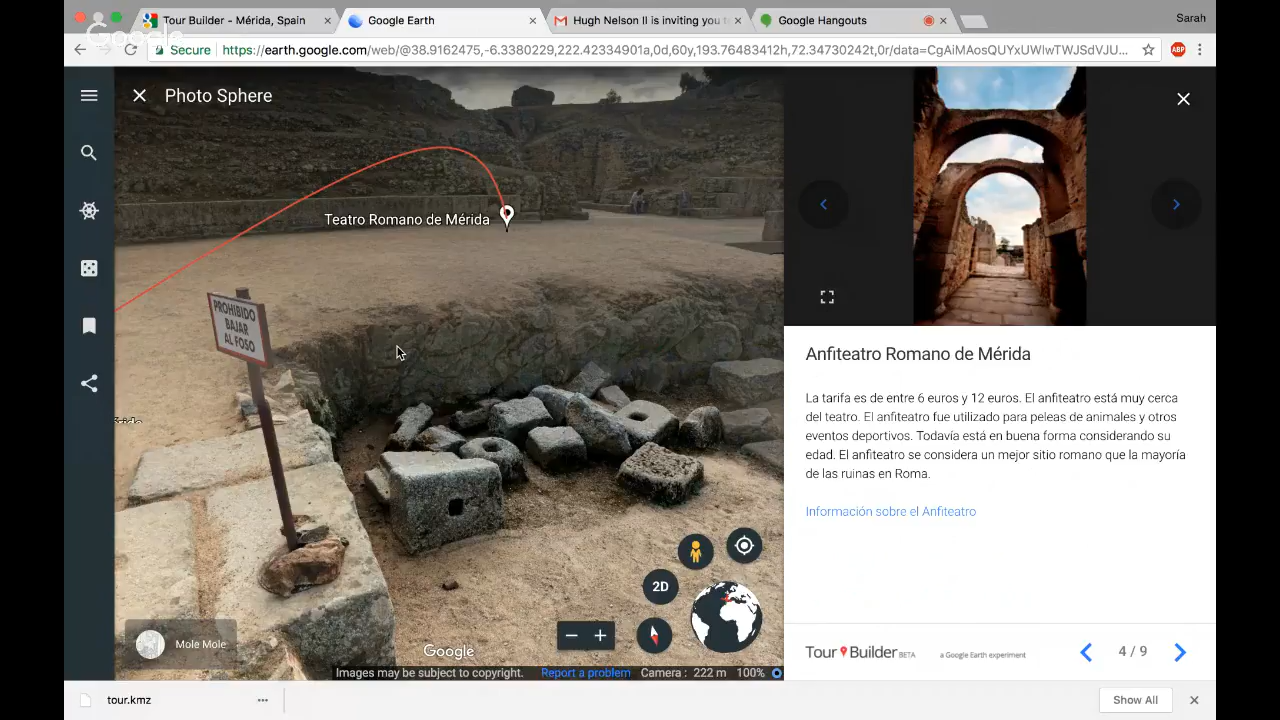 Tour Builder - Mérida, Spain
Google Earth
Hugh Nelson II is inviting you t
Google Hangouts
Sarah
Secure
https://earth.google.com/web/@38.9162475,-6.3380229,222.42334901a,0d,60y,193.76483412h,72.34730242t,0r/data=CgAiMAosQUYxUWlwTWJSdVJU...
ABP
Google
Photo Sphere
Teatro Romano de Mérida
PROHIBIDO
BAJAR
AL FOSO
2D
Mole Mole
Google
Images may be subject to copyright.
Report a problem
Camera : 222 m
100%
Anfiteatro Romano de Mérida
La tarifa es de entre 6 euros y 12 euros. El anfiteatro está muy cerca
del teatro. El anfiteatro fue utilizado para peleas de animales y otros
eventos deportivos. Todavía está en buena forma considerando su
edad. El anfiteatro se considera un mejor sitio romano que la mayoría
de las ruinas en Roma.
Información sobre el Anfiteatro
Tour Builder BETA
a Google Earth experiment
4 / 9
tour.kmz
Show All